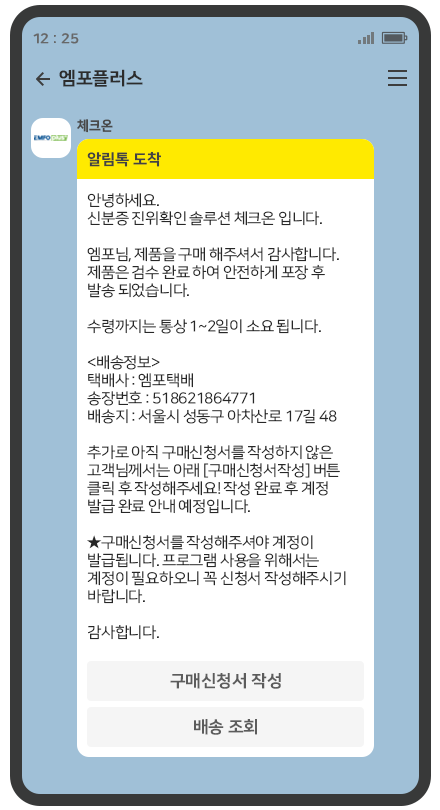 12 : 25
엠포플러스
EMFO plus
체크온
알림톡 도착
안녕하세요.
신분증 진위확인 솔루션 체크온 입니다.
엠포님, 제품을 구매 해주셔서 감사합니다.
제품은 검수 완료 하여 안전하게 포장 후
발송 되었습니다.
수령까지는 통상 1~2일이 소요 됩니다.
<배송정보>
택배사 : 엠포택배
송장번호 : 518621864771
배송지 : 서울시 성동구 아차산로 17길 48
추가로 아직 구매신청서를 작성하지 않은
고객님께서는 아래 [구매신청서작성] 버튼
클릭 후 작성해주세요! 작성 완료 후 계정
발급 완료 안내 예정입니다.
★구매신청서를 작성해주셔야 계정이
발급됩니다. 프로그램 사용을 위해서는
계정이 필요하오니 꼭 신청서 작성해주시기
바랍니다.
감사합니다.
구매신청서 작성
배송 조회